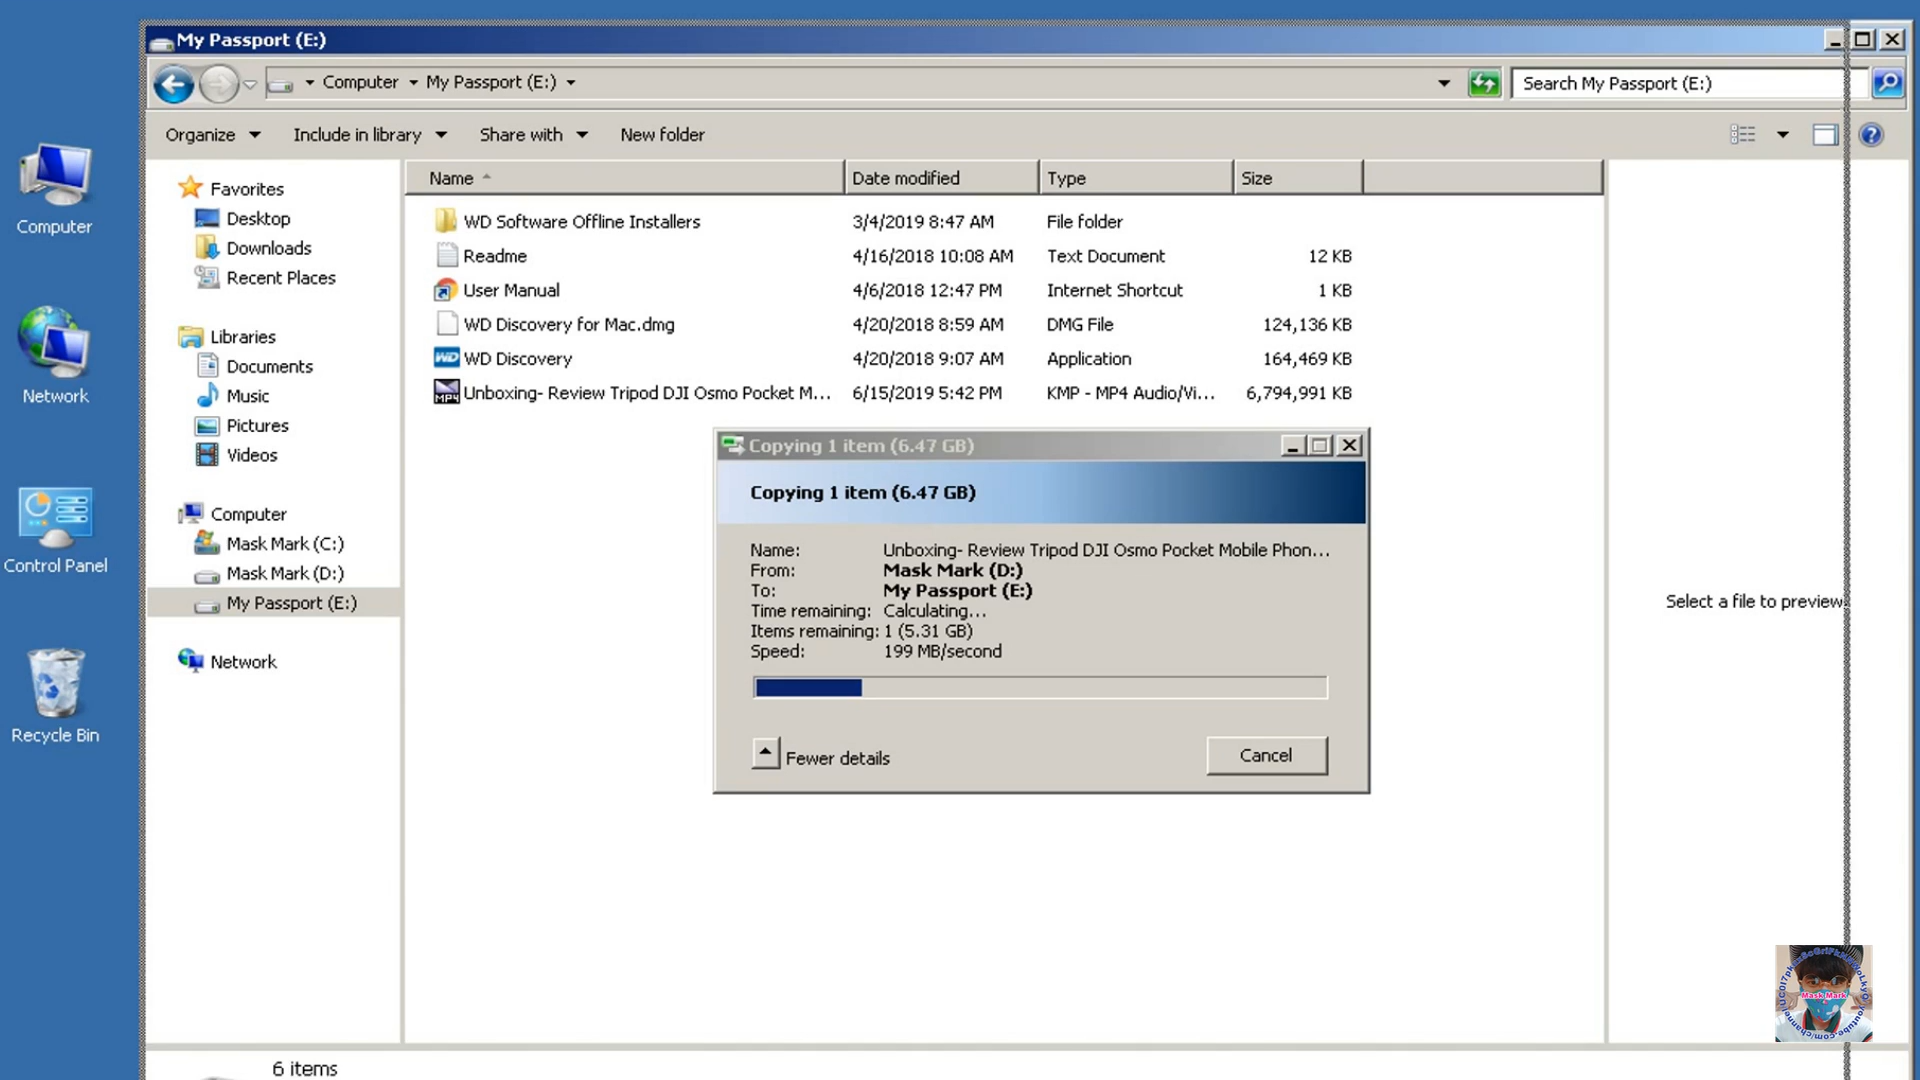 My Passport (E:)
Computer My Passport (E:)
Search My Passport (E:)
Organize Include in library Share with New folder
Name Date modified Type Size
Favorites
Desktop
Downloads
Recent Places
Libraries
Documents
Music
Pictures
Videos
Computer
Mask Mark (C:)
Mask Mark (D:)
My Passport (E:)
Network
WD Software Offline Installers 3/4/2019 8:47 AM File folder
Readme 4/16/2018 10:08 AM Text Document 12 KB
User Manual 4/6/2018 12:47 PM Internet Shortcut 1 KB
WD Discovery for Mac.dmg 4/20/2018 8:59 AM DMG File 124,136 KB
WD WD Discovery 4/20/2018 9:07 AM Application 164,469 KB
MP4 Unboxing- Review Tripod DJI Osmo Pocket M... 6/15/2019 5:42 PM KMP - MP4 Audio/Vi... 6,794,991 KB
Copying 1 item (6.47 GB)
Copying 1 item (6.47 GB)
Name: Unboxing- Review Tripod DJI Osmo Pocket Mobile Phon...
From: Mask Mark (D:)
To: My Passport (E:)
Time remaining: Calculating...
Items remaining: 1 (5.31 GB)
Speed: 199 MB/second
Fewer details
Cancel
Select a file to preview.
6 items
Computer
Network
Control Panel
Recycle Bin
Mask Mark